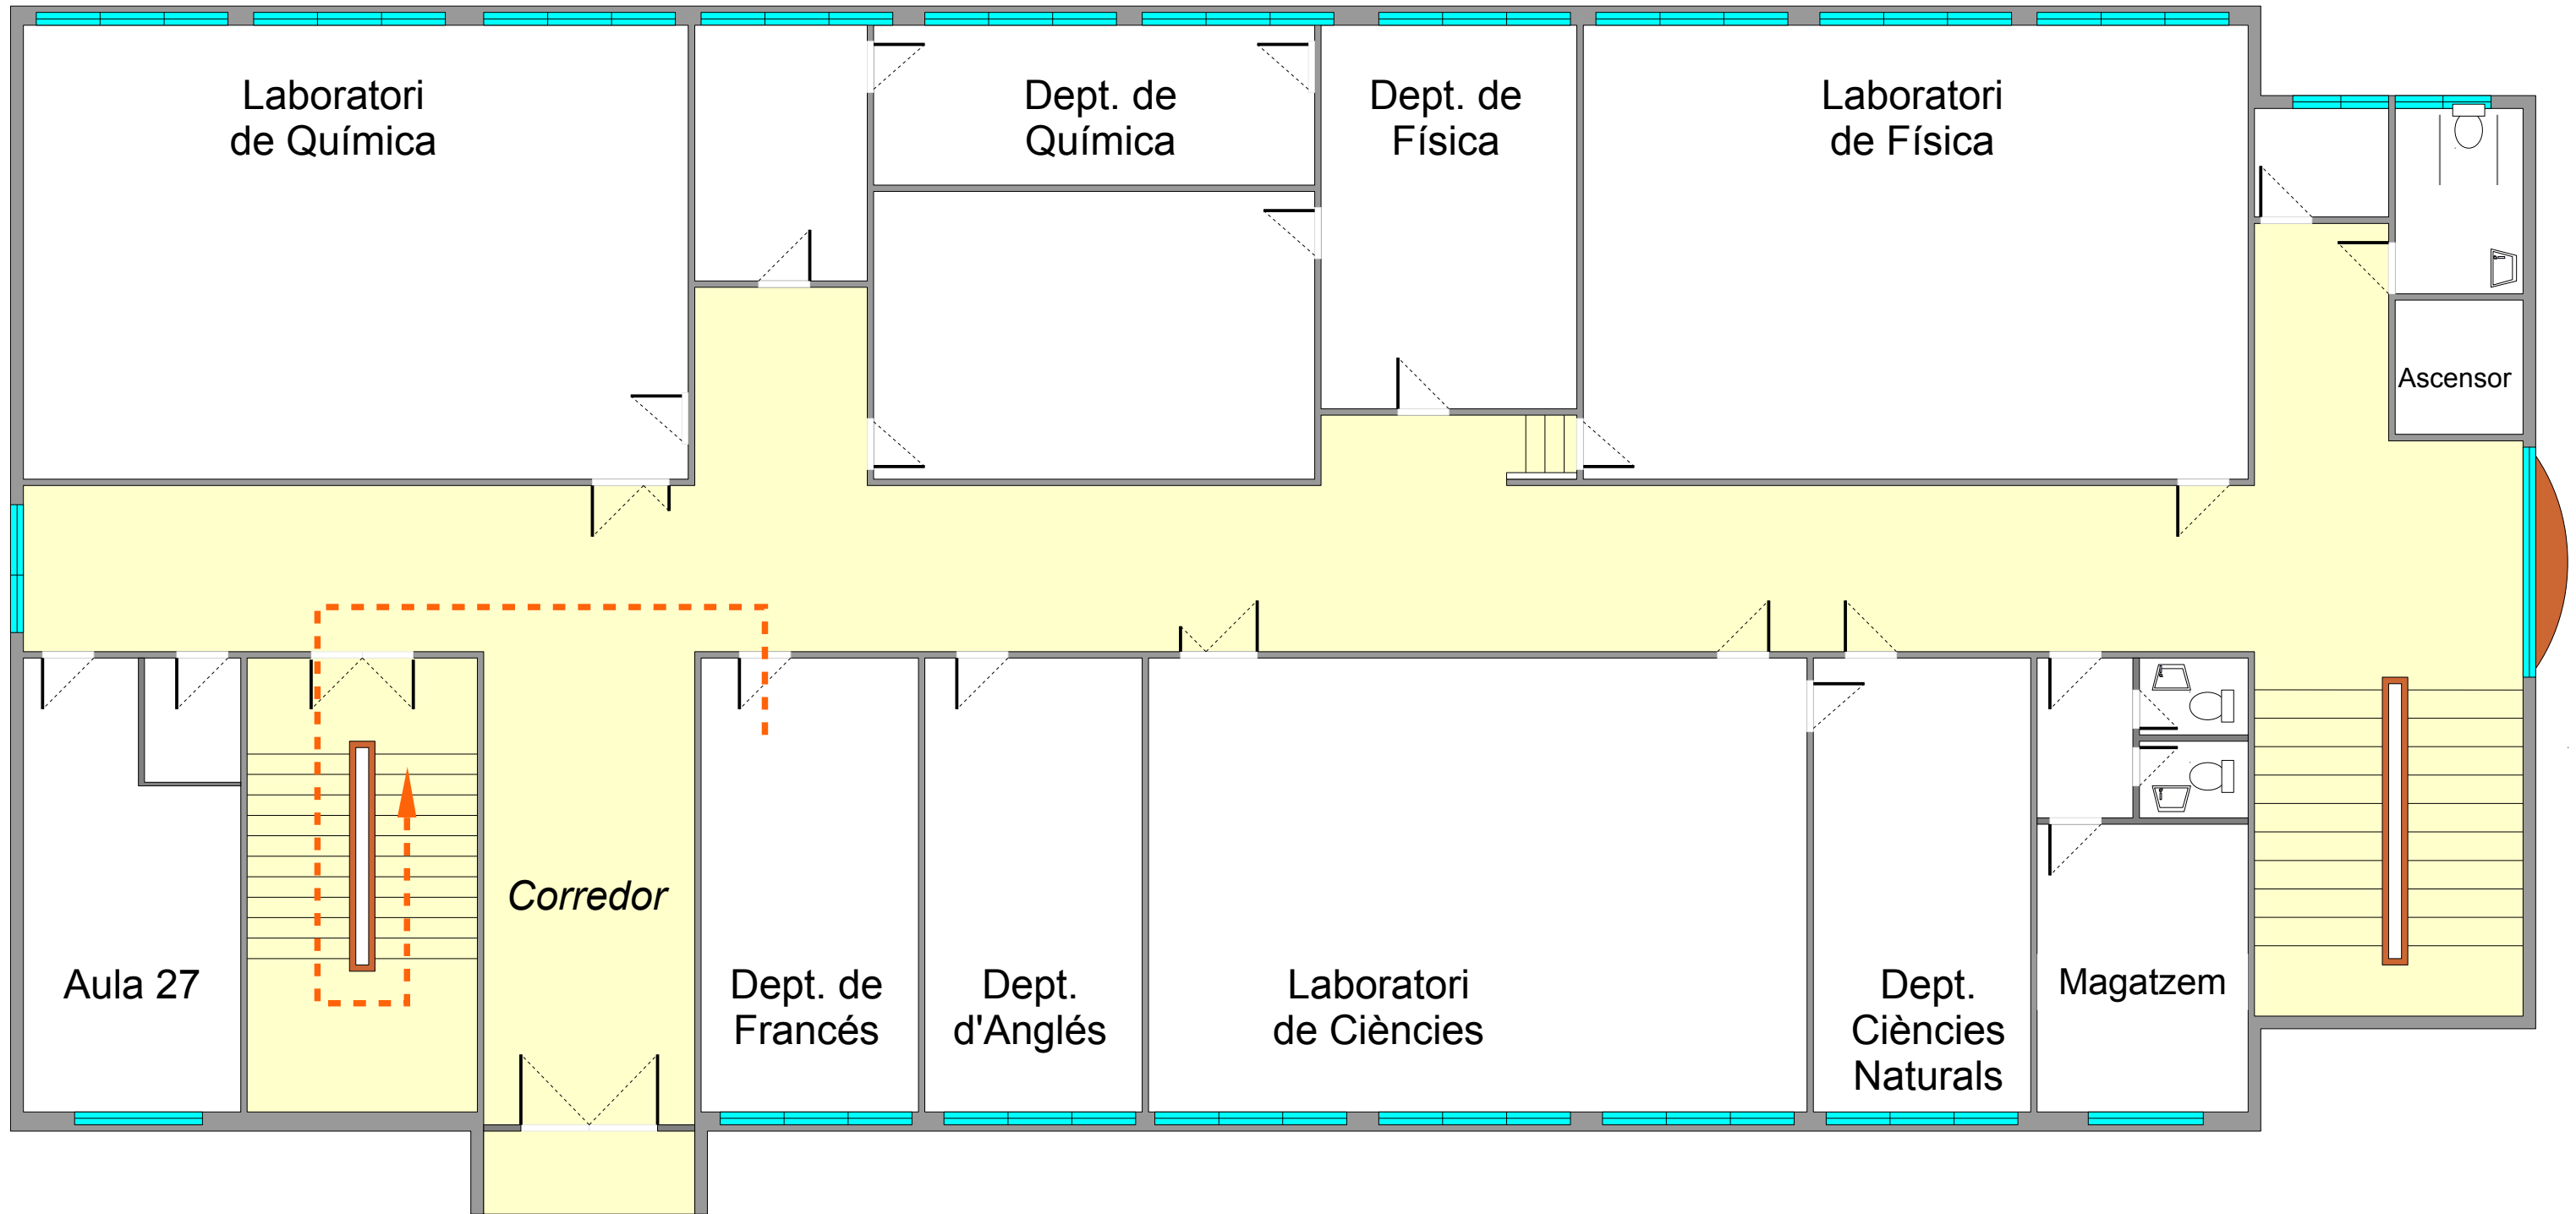 Laboratori
de Química
Dept. de
Química
Dept. de
Física
Laboratori
de Física
Ascensor
Corredor
Aula 27
Dept. de
Francés
Dept.
d'Anglés
Laboratori
de Ciències
Dept.
Ciències
Naturals
Magatzem